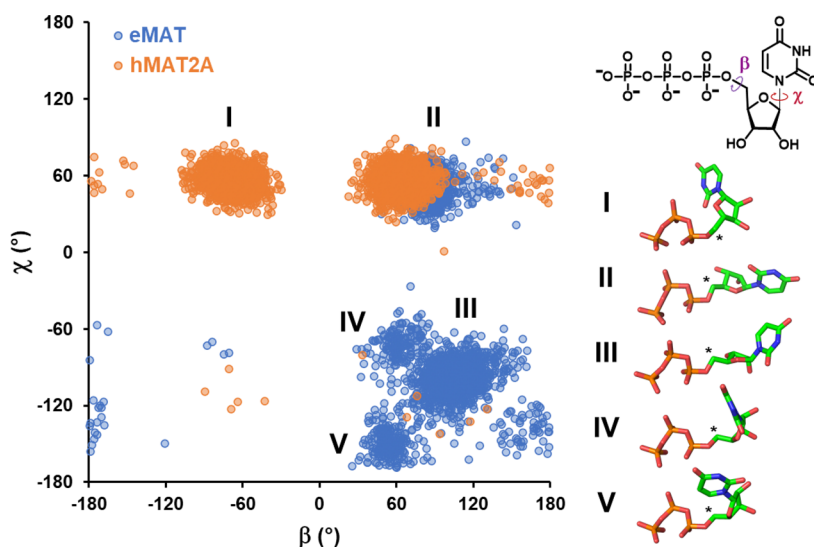 180
120
60
0
-60
-120
-180
-180
-120
-60
0
60
120
180
χ (°)
β (°)
eMAT
hMAT2A
I
II
III
IV
V
O
NH
N
O
β
χ
O
O
O
⁻O P O P O P O
O⁻
O⁻
O⁻
O
HO
OH
I
*
II
*
III
*
IV
*
V
*